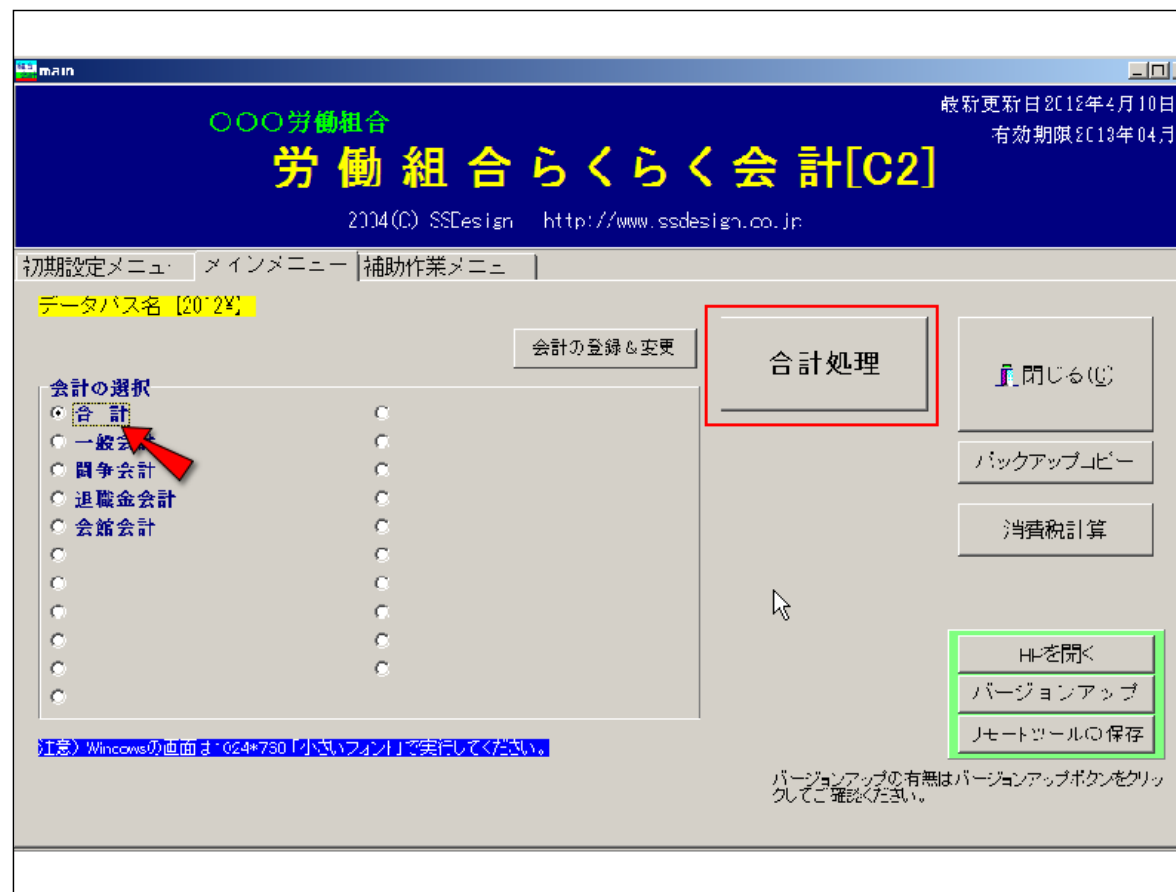 main
最新更新日2012年4月10日
〇〇〇労働組合
有効期限2013年04月
労働組合らくらく会計[C2]
2004(C) SSDesign http://www.ssdesign.co.jp
初期設定メニュー メインメニュー 補助作業メニュー
データパス名【2012¥】
会計の登録&変更
合計処理
閉じる(C)
会計の選択
合 計
一般会計
闘争会計
退職金会計
会館会計
バックアップコピー
消費税計算
HPを開く
バージョンアップ
リモートツールの保存
注意）Windowsの画面は1024*780「小さいフォント」で実行してください。
バージョンアップの有無はバージョンアップボタンをクリッ
クしてご確認ください。